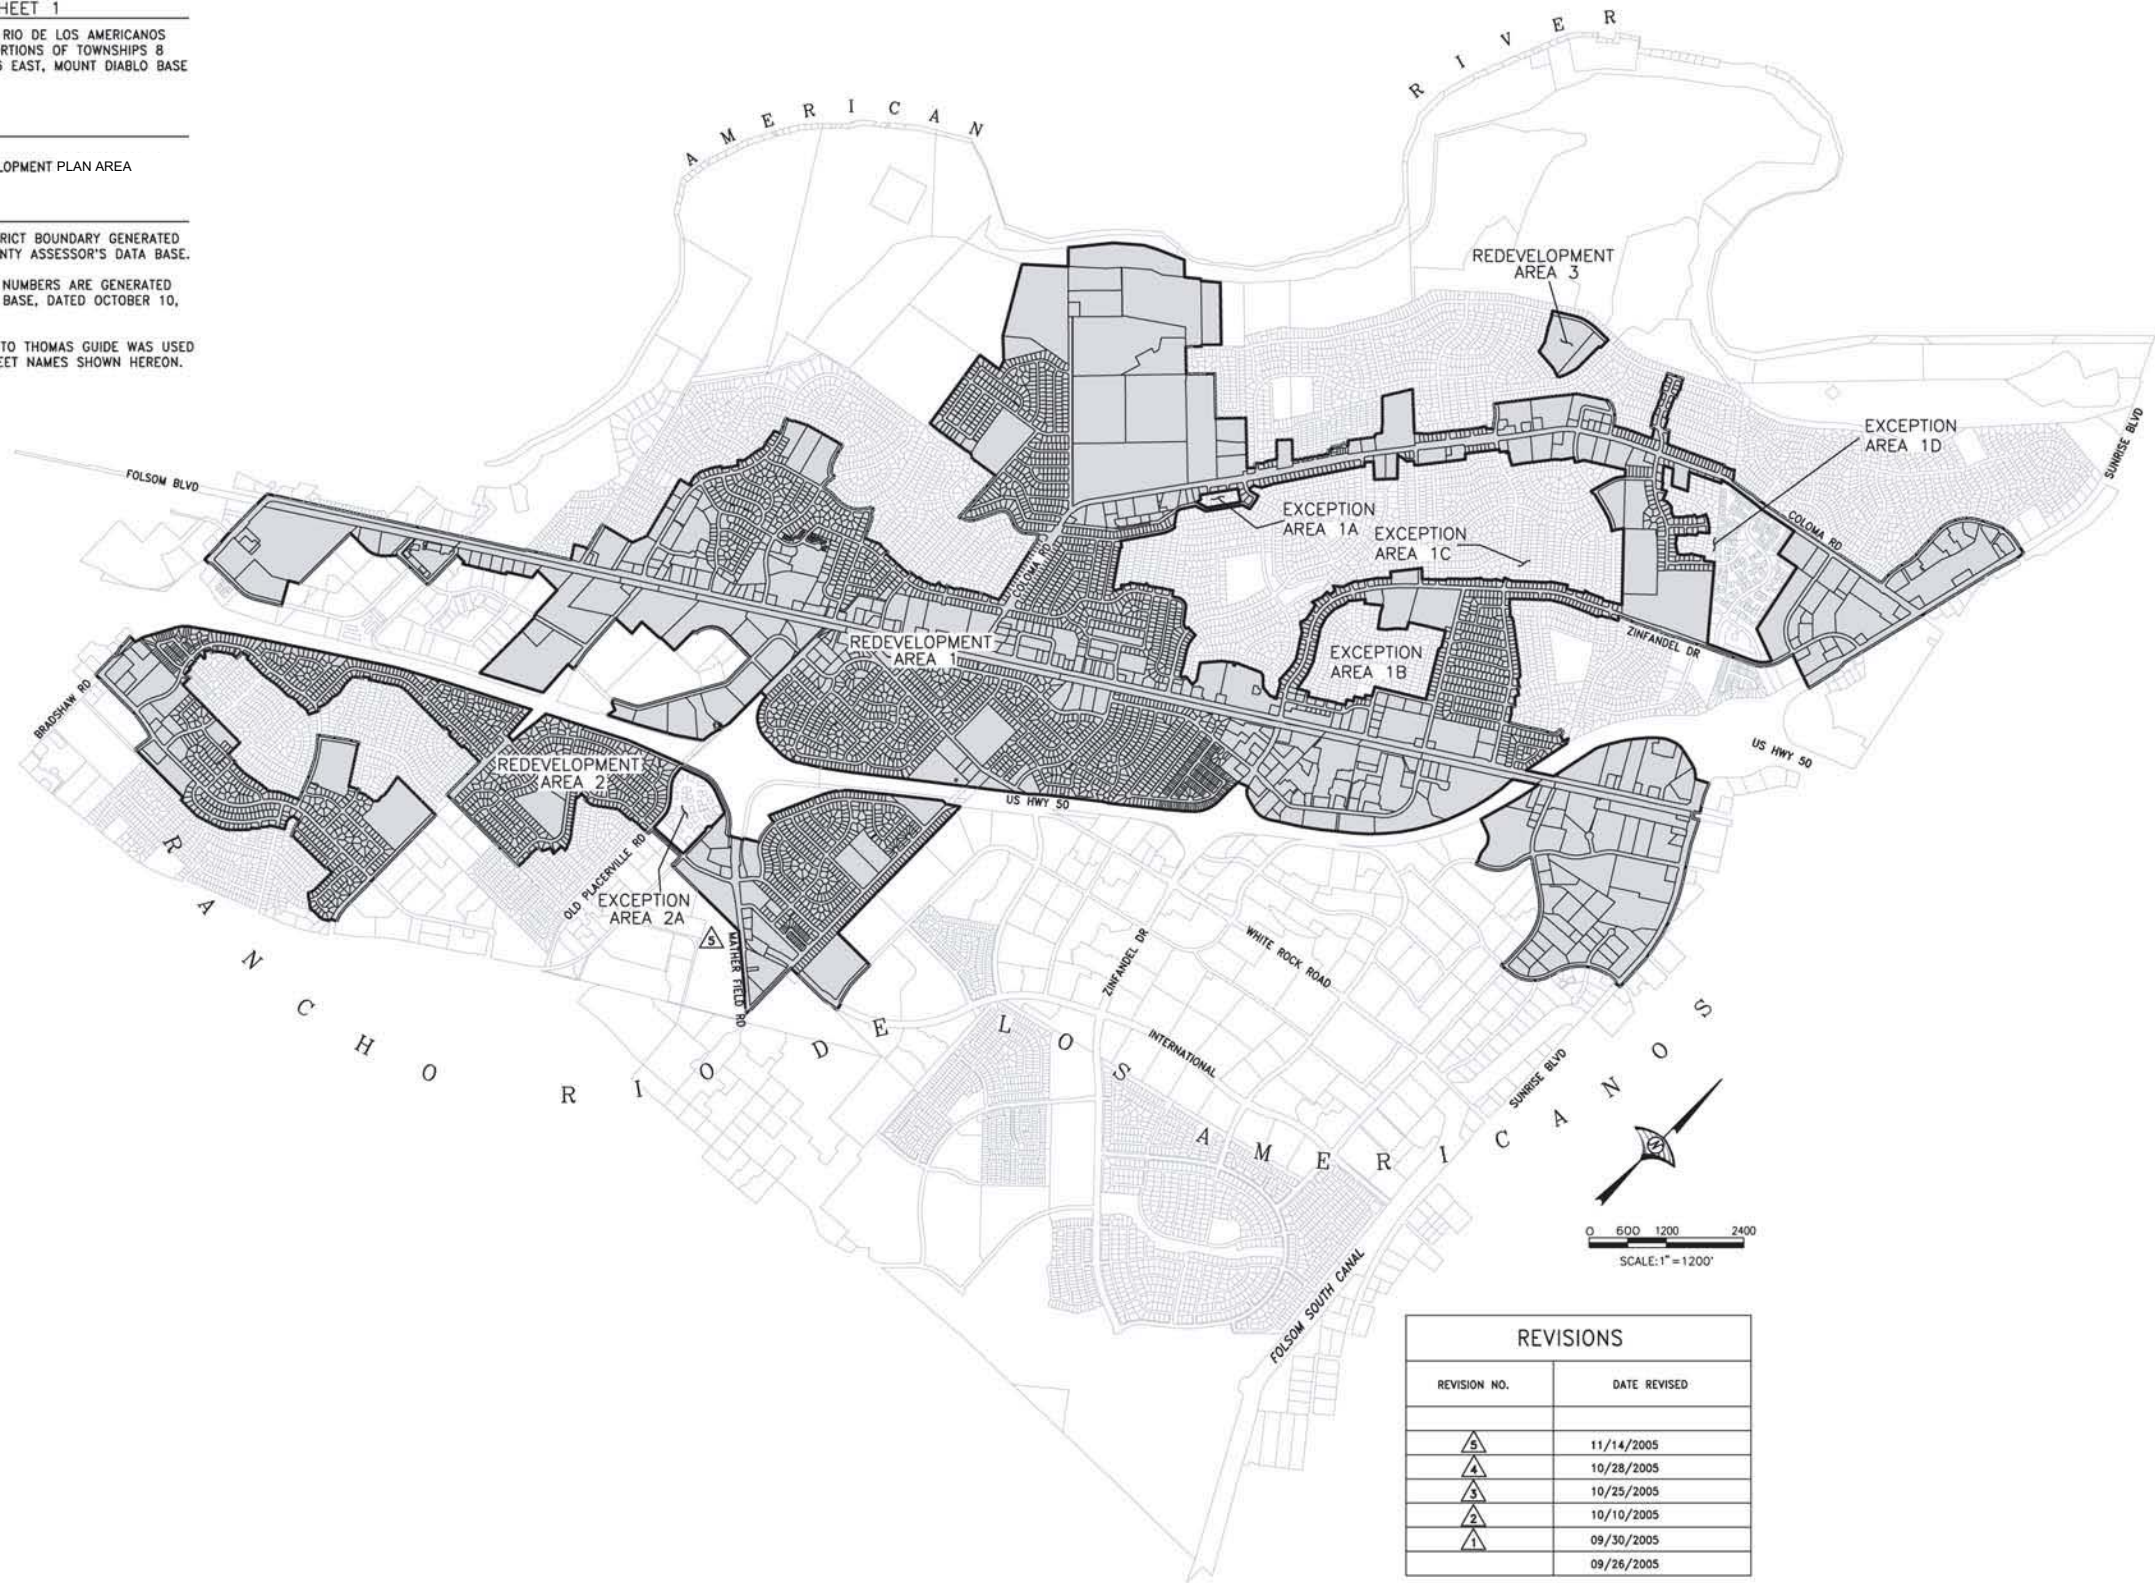 HEET 1
RIO DE LOS AMERICANOS
RTIONS OF TOWNSHIPS 8
EAST, MOUNT DIABLO BASE
LOPMENT PLAN AREA
RICT BOUNDARY GENERATED
NTY ASSESSOR'S DATA BASE.
NUMBERS ARE GENERATED
BASE, DATED OCTOBER 10,
TO THOMAS GUIDE WAS USED
EET NAMES SHOWN HEREON.
AMERICAN
RIVER
REDEVELOPMENT
AREA 3
EXCEPTION
AREA 1D
SUNRISE BLVD
FOLSOM BLVD
EXCEPTION
AREA 1A
EXCEPTION
AREA 1C
COLOMA RD
COLOMA RD
REDEVELOPMENT
AREA 1
EXCEPTION
AREA 1B
ZINFANDEL DR
BRADSHAW RD
US HWY 50
REDEVELOPMENT
AREA 2
US HWY 50
OLD PLACERVILLE RD
EXCEPTION
AREA 2A
5
MATHER FIELD RD
ZINFANDEL DR
WHITE ROCK ROAD
INTERNATIONAL
SUNRISE BLVD
RANCHO RIO DE LOS AMERICANOS
FOLSOM SOUTH CANAL
N
0 600 1200 2400
SCALE: 1" = 1200'
REVISIONS
REVISION NO. DATE REVISED
5 11/14/2005
4 10/28/2005
3 10/25/2005
2 10/10/2005
1 09/30/2005
09/26/2005